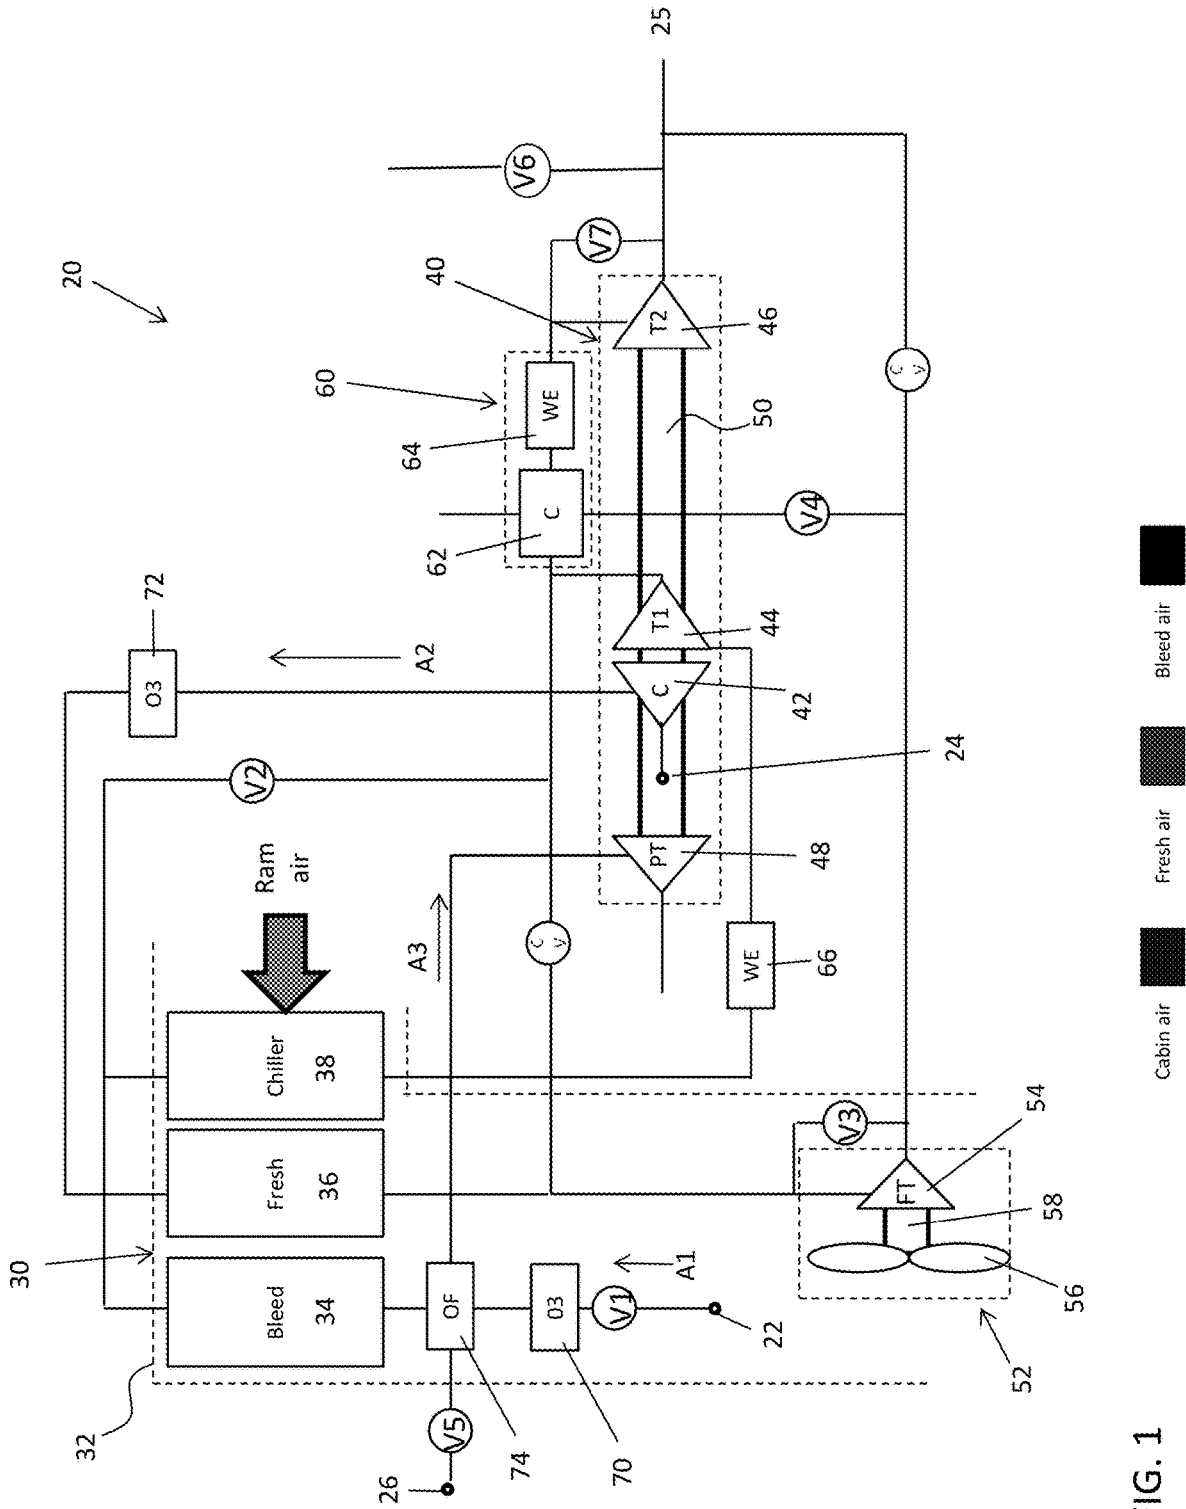 20
30
32
72
O3
V2
Ram
air
A2
Bleed
34
Fresh
36
Chiller
38
26
V5
74
OF
A3
60
40
64
62
C
WE
V6
V7
C
V
70
03
V1
A1
22
PT
C
T1
T2
25
48
42
44
46
24
50
WE
66
V4
V3
C
V
FT
54
58
56
52
Cabin air
Fresh air
Bleed air
FIG. 1